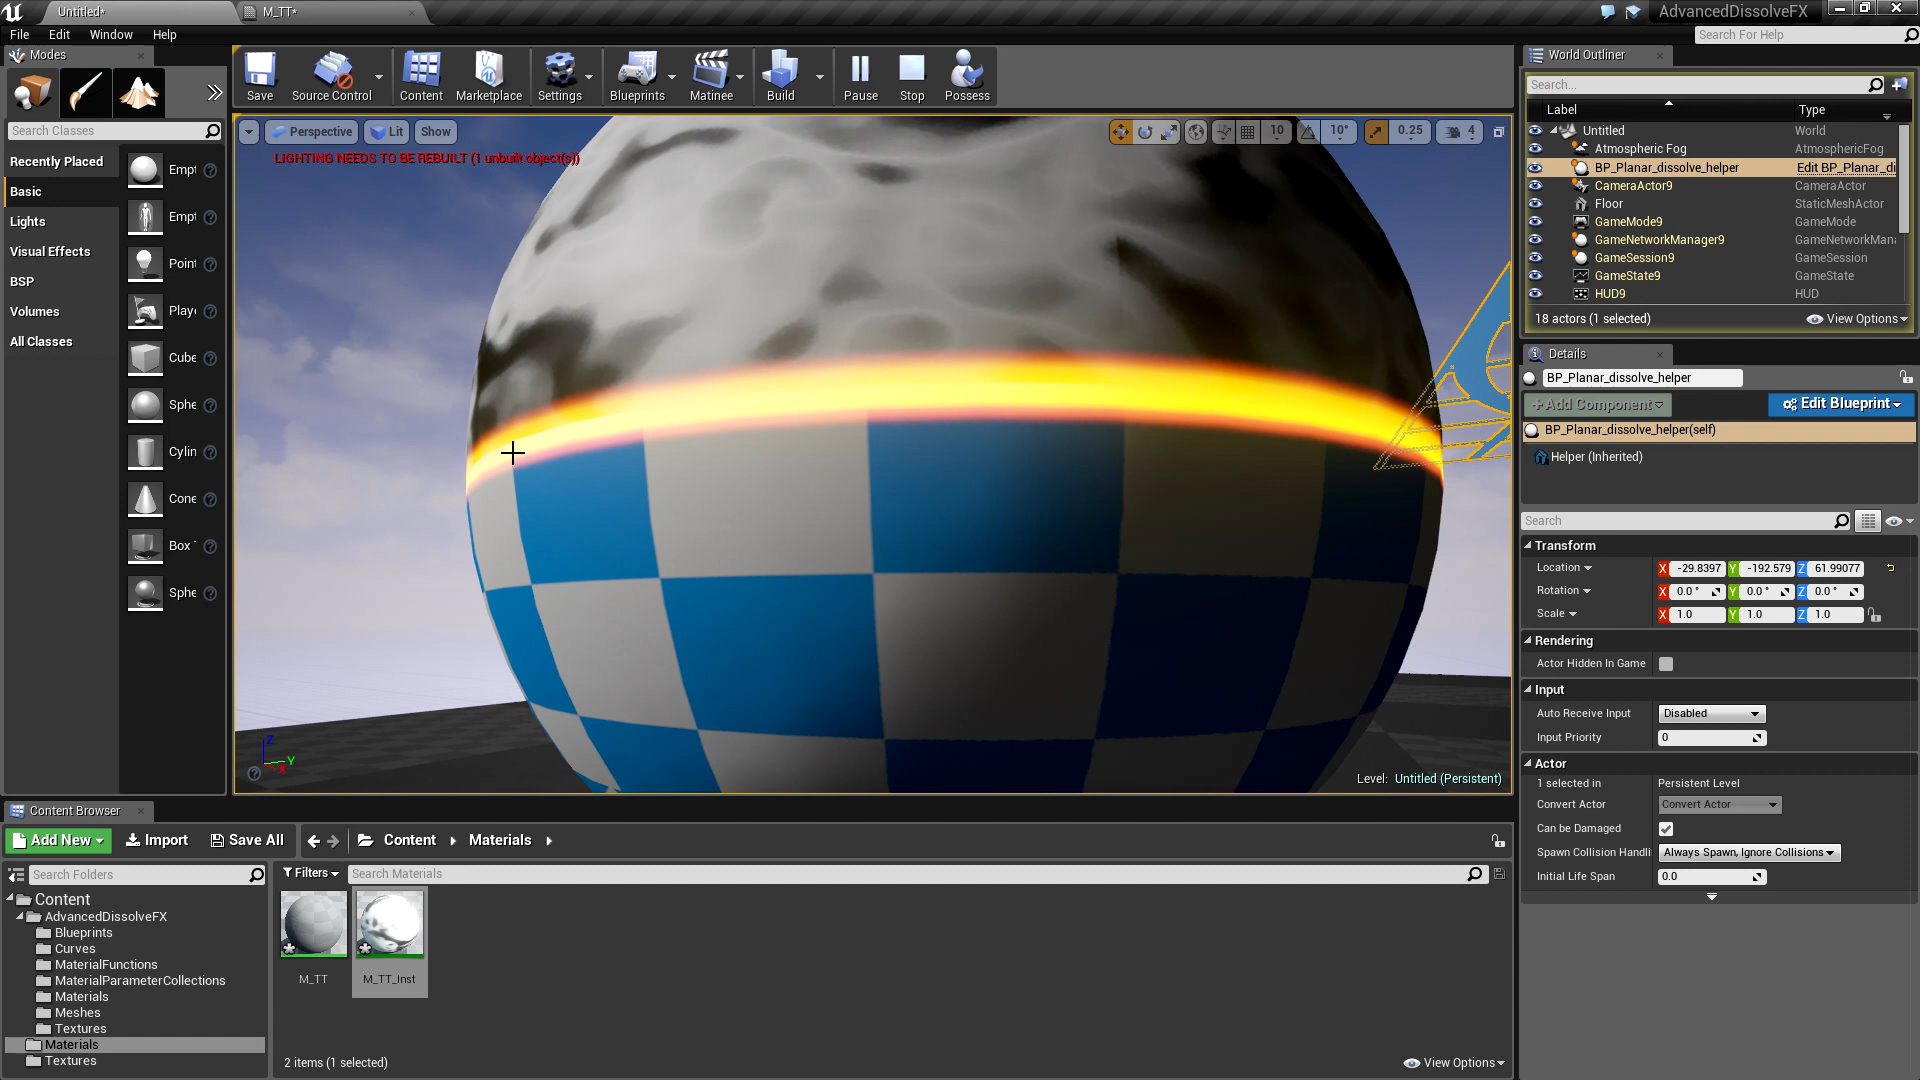 Untitled*
M_TT*
AdvancedDissolveFX
File
Edit
Window
Help
Search For Help
Modes
Search Classes
Recently Placed
Basic
Lights
Visual Effects
BSP
Volumes
All Classes
Empt
Empt
Point
Playe
Cube
Sphe
Cylin
Cone
Box
Sphe
Save
Source Control
Content
Marketplace
Settings
Blueprints
Matinee
Build
Pause
Stop
Possess
Perspective
Lit
Show
10
10°
0.25
4
LIGHTING NEEDS TO BE REBUILT (1 unbuilt object(s))
Z
Y
X
Level: Untitled (Persistent)
World Outliner
Search...
Label
Type
Untitled
World
Atmospheric Fog
AtmosphericFog
BP_Planar_dissolve_helper
Edit BP_Planar_di
CameraActor9
CameraActor
Floor
StaticMeshActor
GameMode9
GameMode
GameNetworkManager9
GameNetworkMana
GameSession9
GameSession
GameState9
GameState
HUD9
HUD
18 actors (1 selected)
View Options
Details
BP_Planar_dissolve_helper
+ Add Component
Edit Blueprint
BP_Planar_dissolve_helper(self)
Helper (Inherited)
Search
Transform
Location
X -29.8397 Y -192.579 Z 61.99077
Rotation
X 0.0 ° Y 0.0 ° Z 0.0 °
Scale
X 1.0 Y 1.0 Z 1.0
Rendering
Actor Hidden In Game
Input
Auto Receive Input
Disabled
Input Priority
0
Actor
1 selected in
Persistent Level
Convert Actor
Convert Actor
Can be Damaged
Spawn Collision Handli
Always Spawn, Ignore Collisions
Initial Life Span
0.0
Content Browser
Add New
Import
Save All
Content
Materials
Search Folders
Filters
Search Materials
Content
AdvancedDissolveFX
Blueprints
Curves
MaterialFunctions
MaterialParameterCollections
Materials
Meshes
Textures
Materials
Textures
M_TT
M_TT_Inst
2 items (1 selected)
View Options